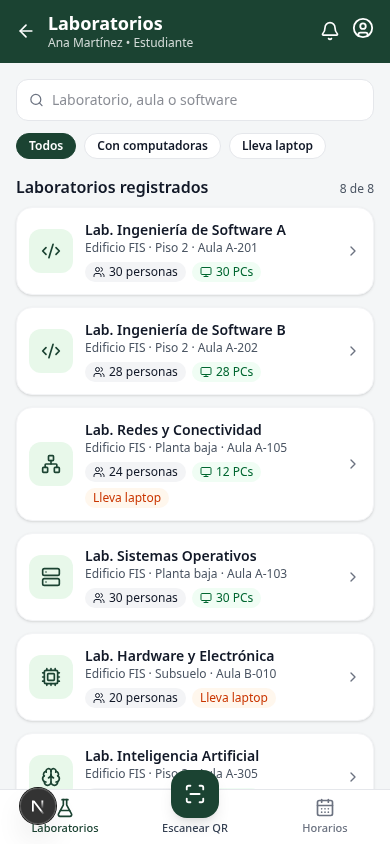 Laboratorios
Ana Martínez • Estudiante
Laboratorio, aula o software
Todos
Con computadoras
Lleva laptop
Laboratorios registrados
8 de 8
Lab. Ingeniería de Software A
Edificio FIS · Piso 2 · Aula A-201
30 personas
30 PCs
Lab. Ingeniería de Software B
Edificio FIS · Piso 2 · Aula A-202
28 personas
28 PCs
Lab. Redes y Conectividad
Edificio FIS · Planta baja · Aula A-105
24 personas
12 PCs
Lleva laptop
Lab. Sistemas Operativos
Edificio FIS · Planta baja · Aula A-103
30 personas
30 PCs
Lab. Hardware y Electrónica
Edificio FIS · Subsuelo · Aula B-010
20 personas
Lleva laptop
Lab. Inteligencia Artificial
Edificio FIS · A-305
N
Laboratorios
Escanear QR
Horarios